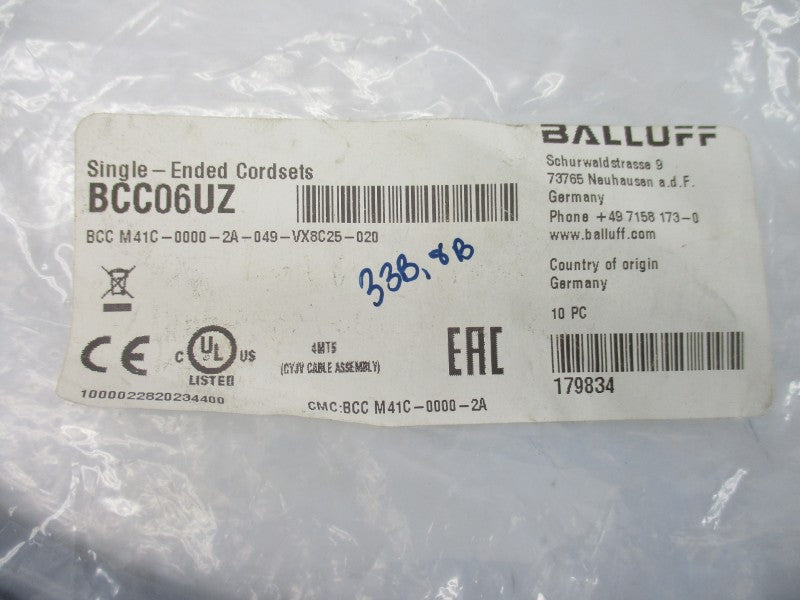 Single-Ended Cordsets
BCC06UZ
BCC M41C-0000-2A-049-VX8C25-020
33B, 8B
CE
C UL US
LISTED
4MT5
(CYJV CABLE ASSEMBLY)
EAC
1000022820234400
CMC:BCC M41C-0000-2A
BALLUFF
Schurwaldstrasse 9
73765 Neuhausen a.d.F.
Germany
Phone +49 7158 173-0
www.balluff.com
Country of origin
Germany
10 PC
179834